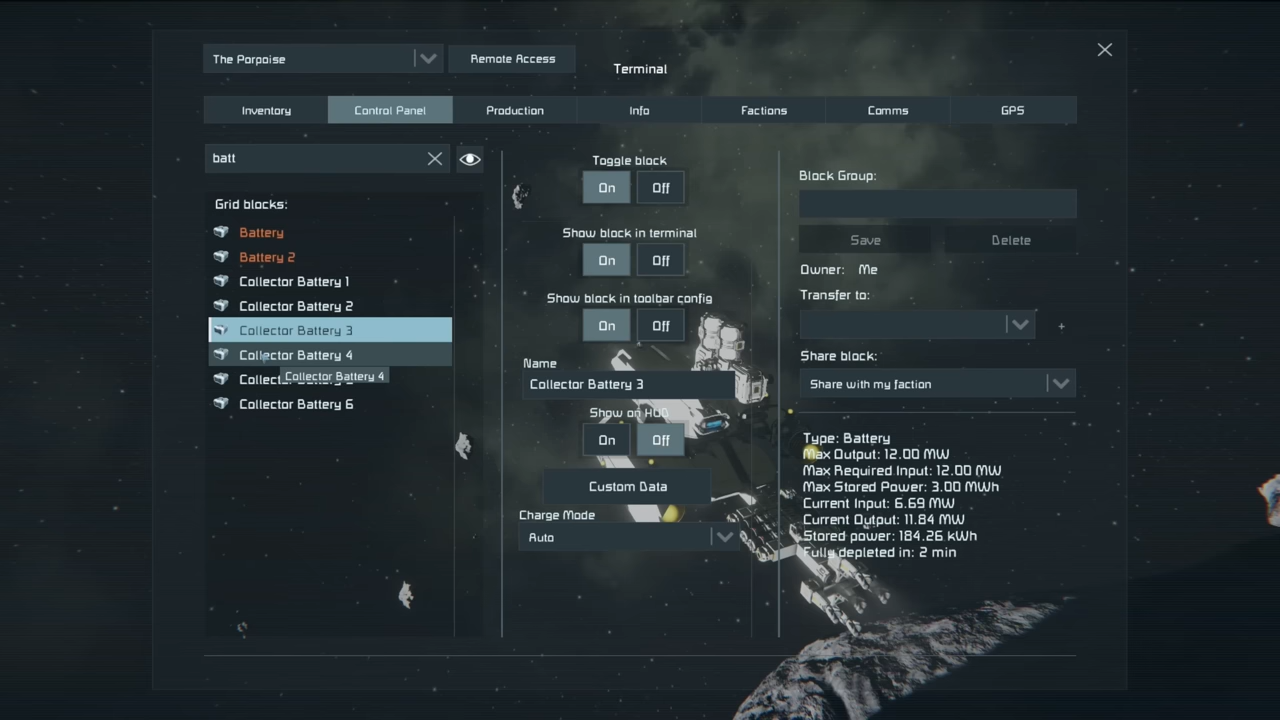 The Porpoise
Remote Access
Terminal
Inventory
Control Panel
Production
Info
Factions
Comms
GPS
batt
Grid blocks:
Battery
Battery 2
Collector Battery 1
Collector Battery 2
Collector Battery 3
Collector Battery 4
Collector Battery 4
Collector Battery 6
Toggle block
On Off
Show block in terminal
On Off
Show block in toolbar config
On Off
Name
Collector Battery 3
Show on HUD
On Off
Custom Data
Charge Mode
Auto
Block Group:
Save Delete
Owner: Me
Transfer to:
+
Share block:
Share with my faction
Type: Battery
Max Output: 12.00 MW
Max Required Input: 12.00 MW
Max Stored Power: 3.00 MWh
Current Input: 6.69 MW
Current Output: 11.84 MW
Stored power: 184.26 kWh
Fully depleted in: 2 min